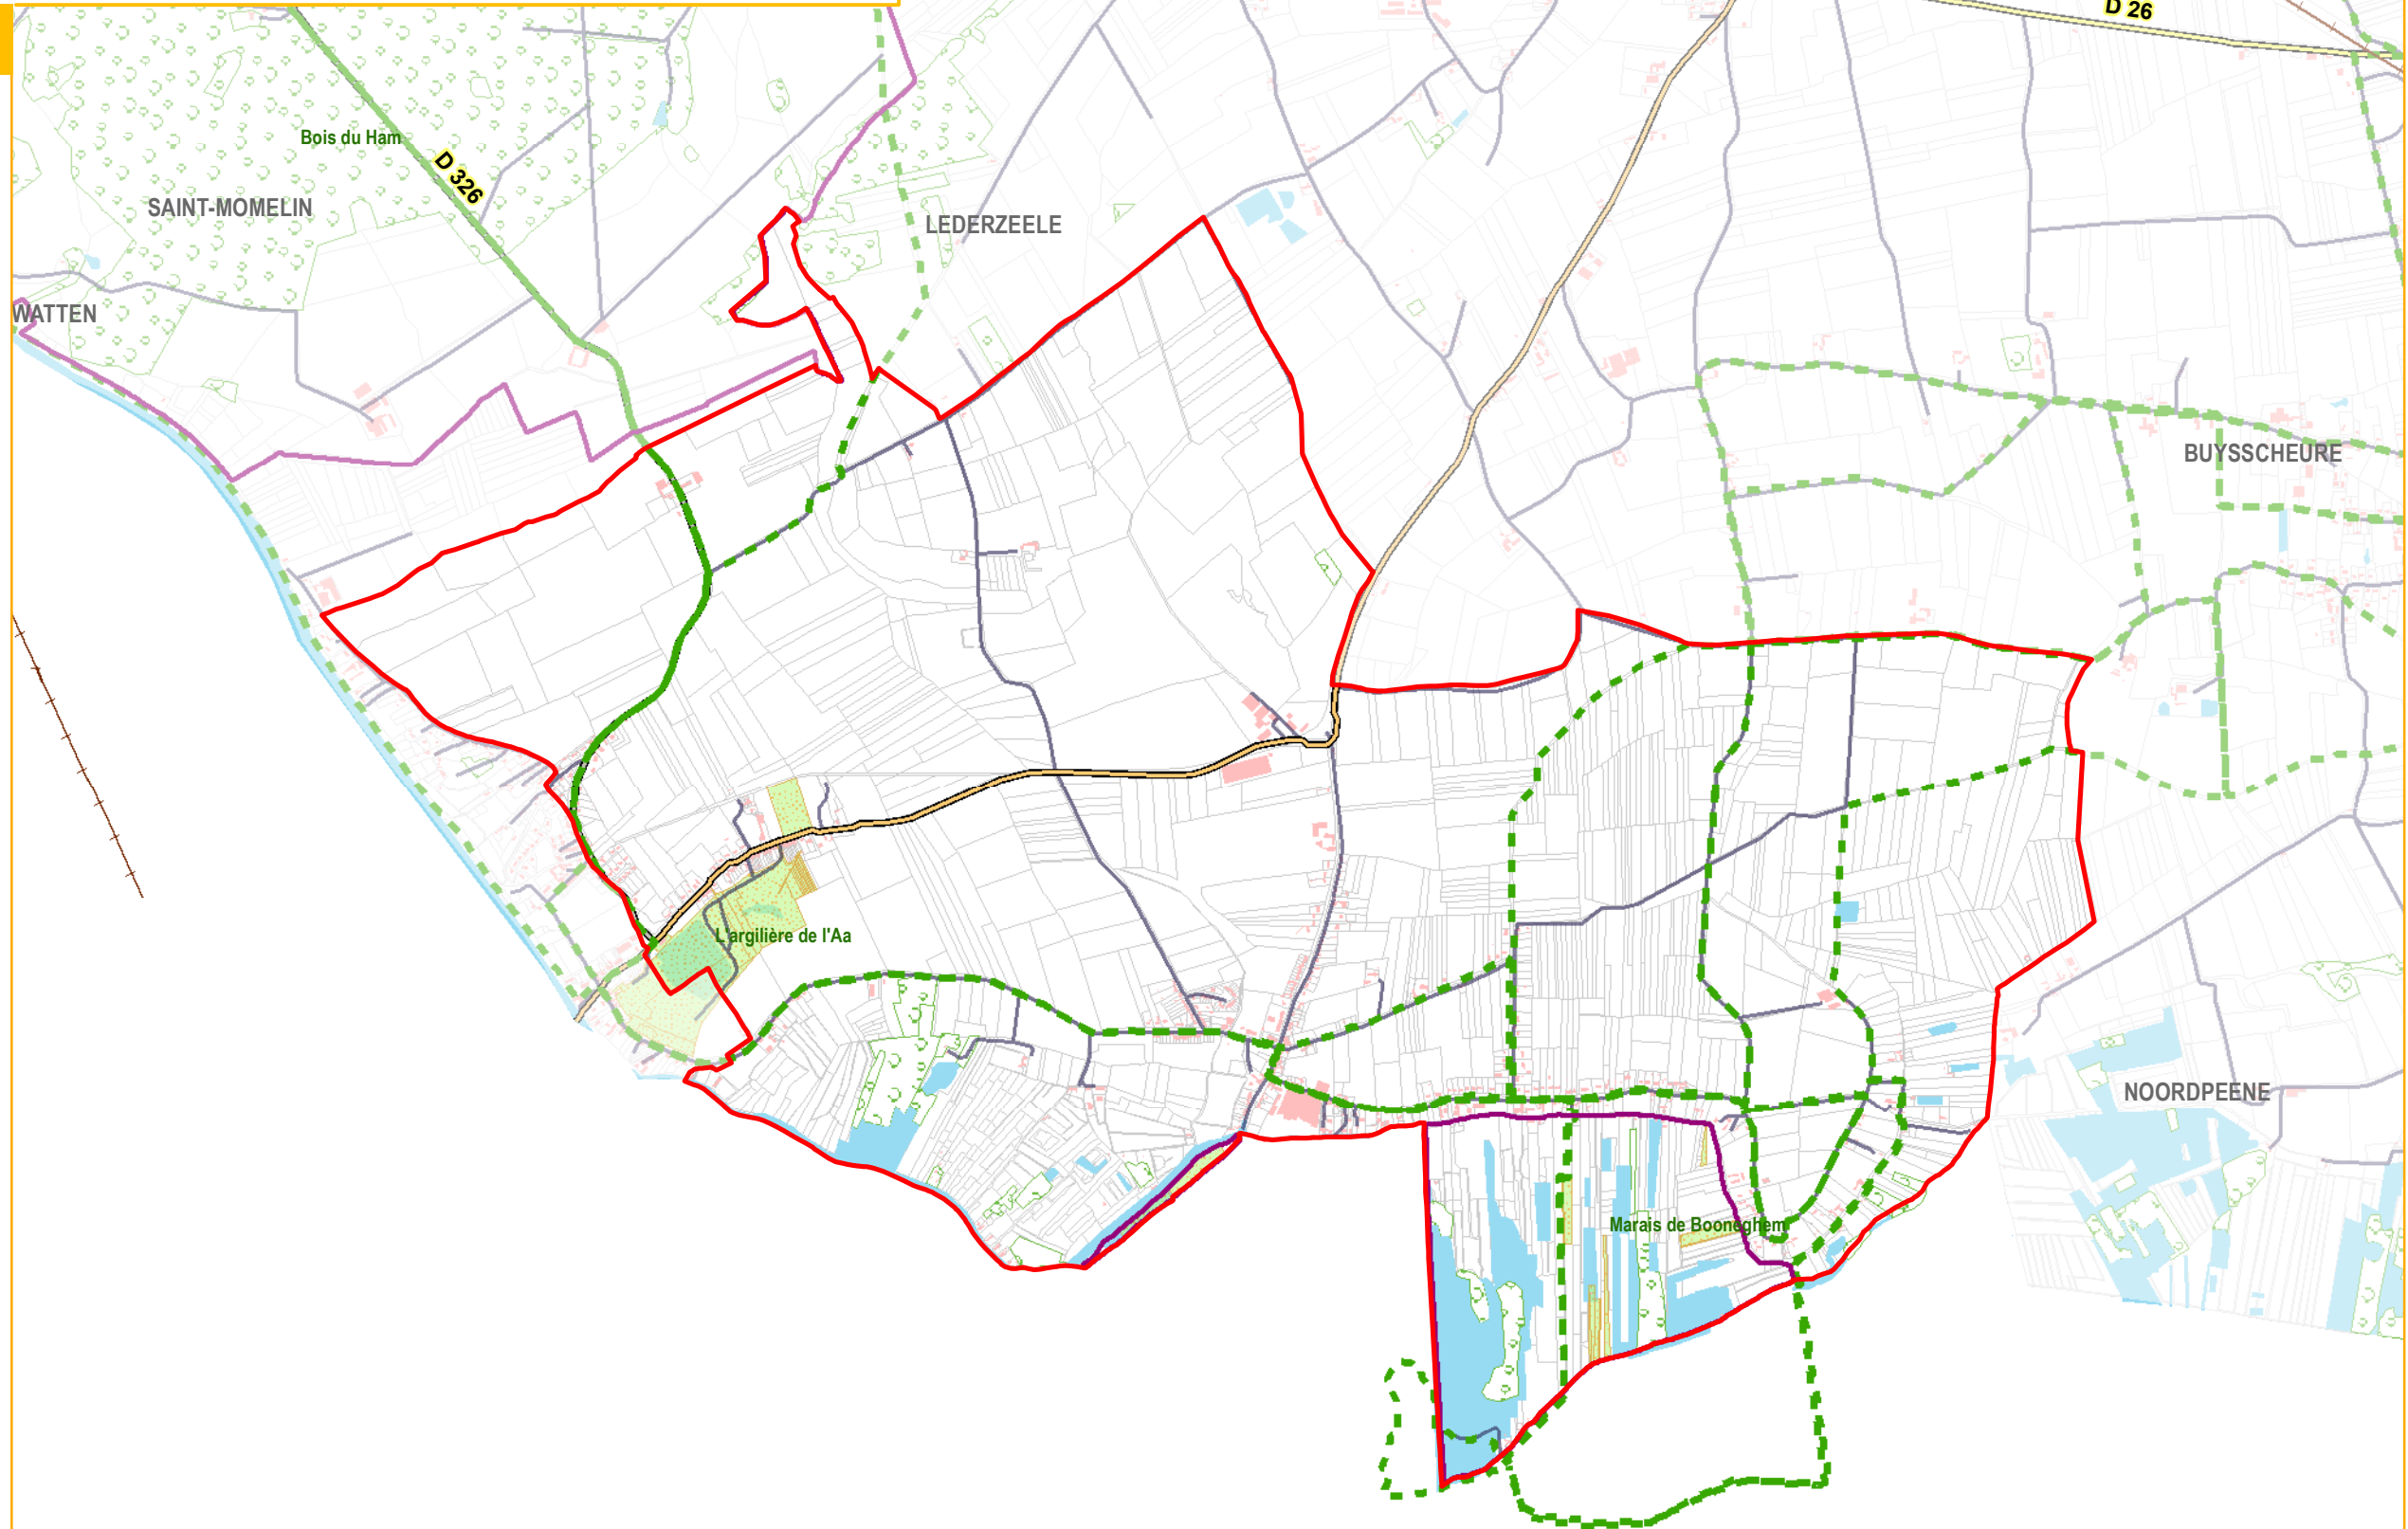 D 26
Bois du Ham
D 326
SAINT-MOMELIN
LEDERZEELE
WATTEN
BUYSSCHEURE
L'argilière de l'Aa
NOORDPEENE
Marais de Booneghem